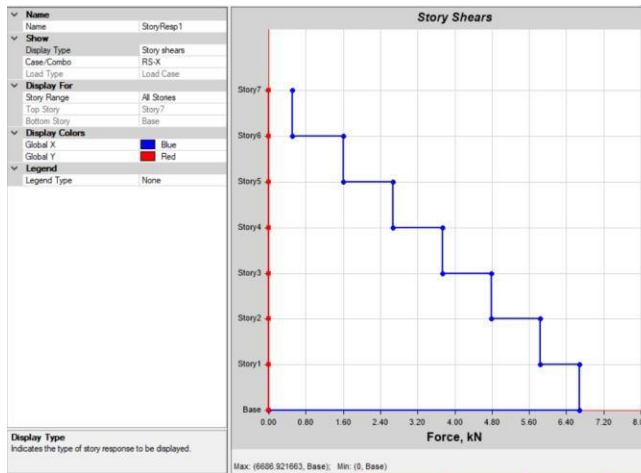 Name
Name StoryResp1
Show
Display Type Story shears
Case/Combo RS-X
Load Type Load Case
Display For
Story Range All Stories
Top Story Story7
Bottom Story Base
Display Colors
Global X Blue
Global Y Red
Legend
Legend Type None
Display Type
Indicates the type of story response to be displayed.
Story Shears
Story7
Story6
Story5
Story4
Story3
Story2
Story1
Base
0.00 0.80 1.60 2.40 3.20 4.00 4.80 5.60 6.40 7.20 8.0
Force, kN
Max: (6686.921663, Base); Min: (0, Base)